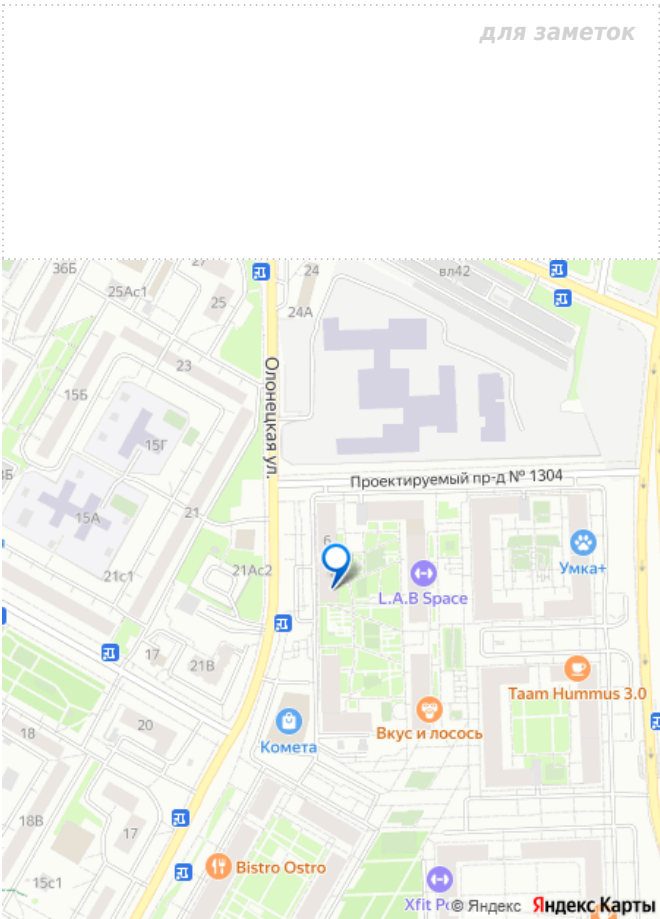 для заметок
36Б
27
24
вл42
25Ас1
25
24А
23
Олонецкая ул.
15Б
15Г
Проектируемый пр-д № 1304
15А
21
6
Умка+
21с1
21Ас2
L.A.B Space
17
21В
Taam Hummus 3.0
20
18
Комета
Вкус и лосось
18В
17
Bistro Ostro
15с1
Xfit
© Яндекс Яндекс Карты